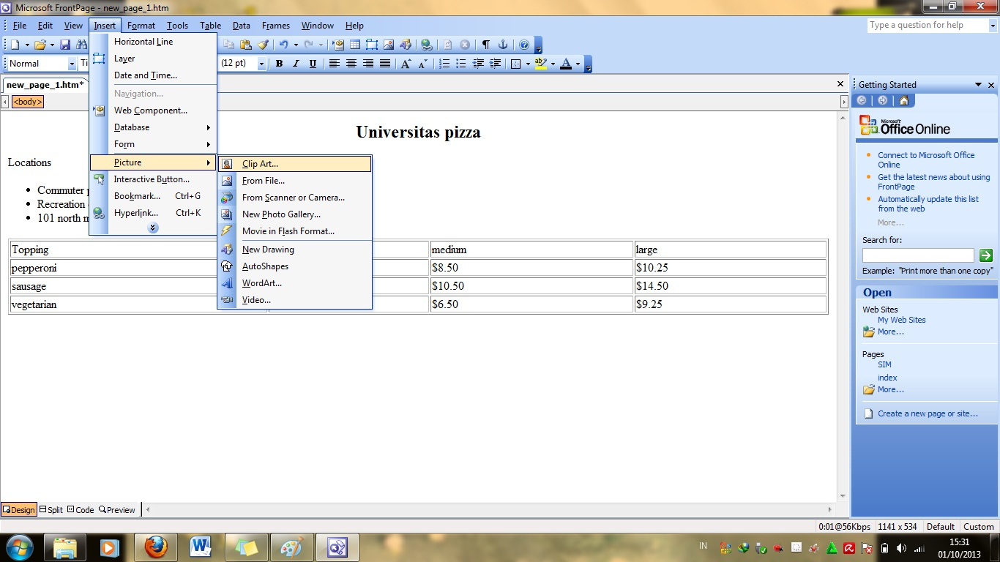 Microsoft FrontPage - new_page_1.htm
File Edit View Insert Format Tools Table Data Frames Window Help
Type a question for help
Normal
(12 pt)
B I U
new_page_1.htm*
<body>
Horizontal Line
Layer
Date and Time...
Navigation...
Web Component...
Database
Form
Picture
Interactive Button...
Bookmark... Ctrl+G
Hyperlink... Ctrl+K
Clip Art...
From File...
From Scanner or Camera...
New Photo Gallery...
Movie in Flash Format...
New Drawing
AutoShapes
WordArt...
Video...
Universitas pizza
Locations
Commuter
Recreation
101 north
Topping medium large
pepperoni $8.50 $10.25
sausage $10.50 $14.50
vegetarian $6.50 $9.25
Getting Started
Microsoft
Office Online
Connect to Microsoft Office
Online
Get the latest news about using
FrontPage
Automatically update this list
from the web
More...
Search for:
Example: "Print more than one copy"
Open
Web Sites
My Web Sites
More...
Pages
SIM
index
More...
Create a new page or site...
Design Split Code Preview
0:01@56Kbps 1141 x 534 Default Custom
IN
15:31
01/10/2013